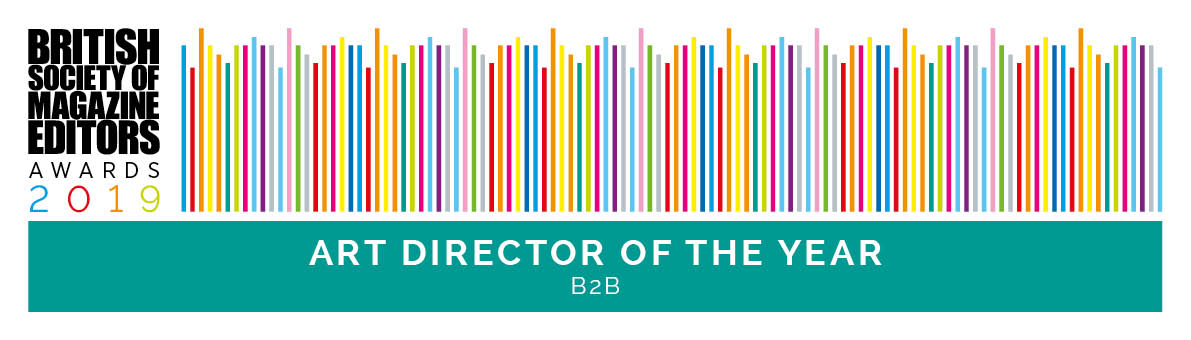 BRITISH
SOCIETY OF
MAGAZINE
EDITORS
AWARDS
2019
ART DIRECTOR OF THE YEAR
B2B